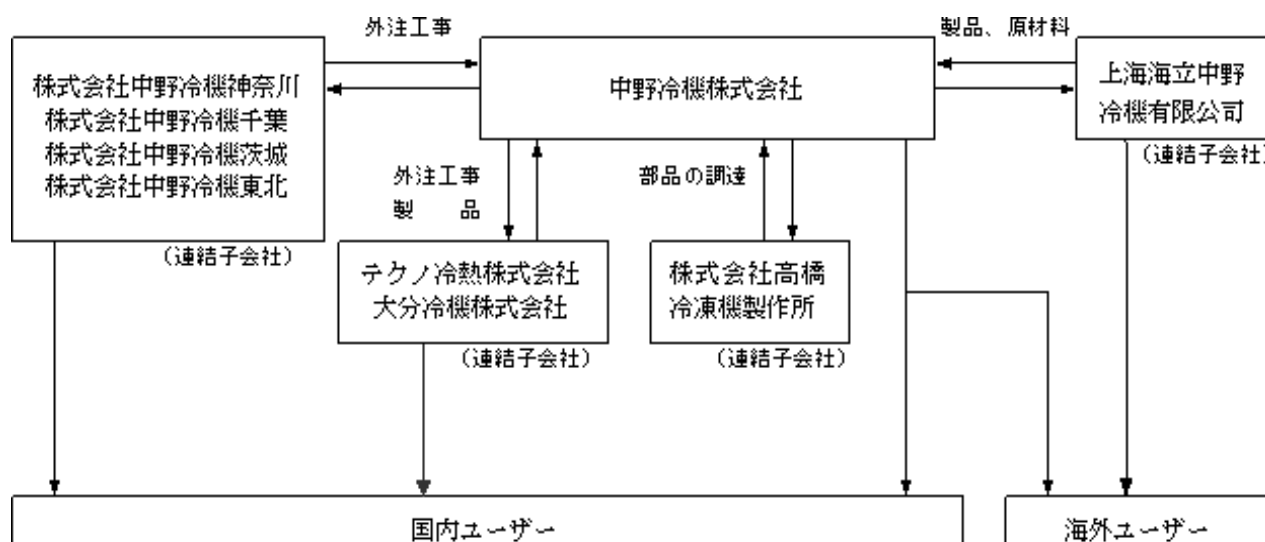 外注工事
製品、原材料
株式会社中野冷機神奈川
株式会社中野冷機千葉
株式会社中野冷機茨城
株式会社中野冷機東北
中野冷機株式会社
上海海立中野
冷機有限公司
(連結子会社)
外注工事
製　　品
部品の調達
(連結子会社)
テクノ冷熱株式会社
大分冷機株式会社
株式会社高橋
冷凍機製作所
(連結子会社)
(連結子会社)
国内ユーザー
海外ユーザー